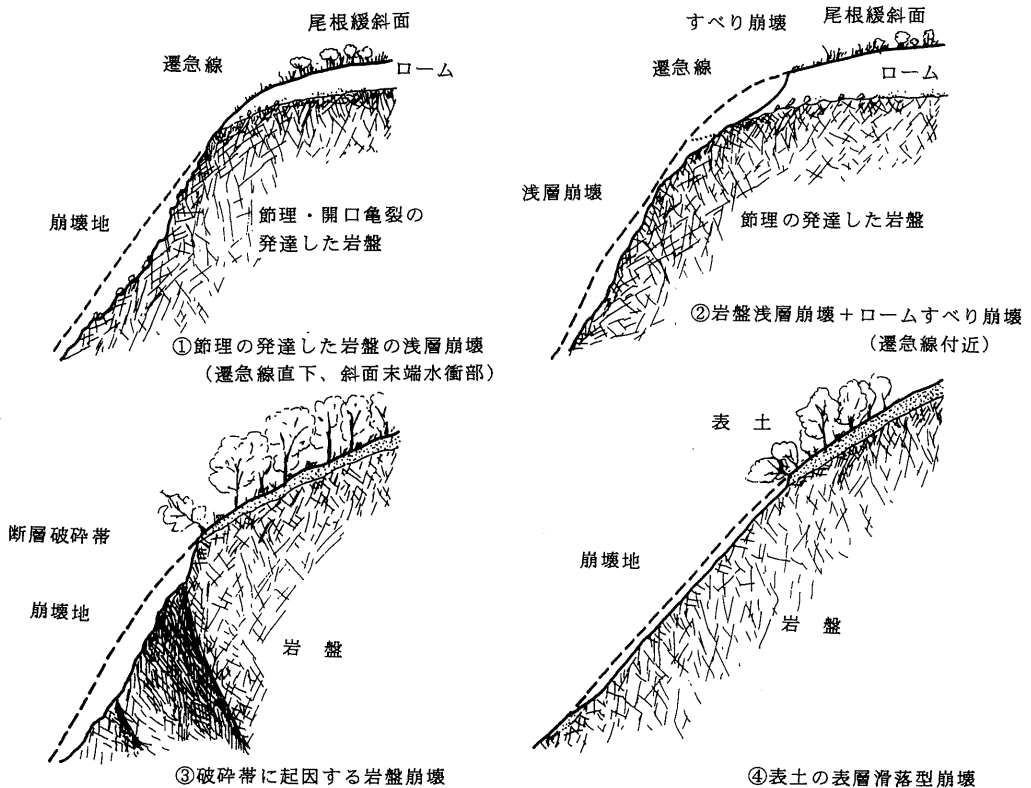 尾根緩斜面
遷急線
ローム
崩壊地
節理・開口亀裂の
発達した岩盤
①節理の発達した岩盤の浅層崩壊
(遷急線直下、斜面末端水衝部)
すべり崩壊
尾根緩斜面
遷急線
ローム
浅層崩壊
節理の発達した岩盤
②岩盤浅層崩壊+ロームすべり崩壊
(遷急線付近)
断層破砕帯
崩壊地
岩 盤
③破砕帯に起因する岩盤崩壊
表 土
崩壊地
岩 盤
④表土の表層滑落型崩壊